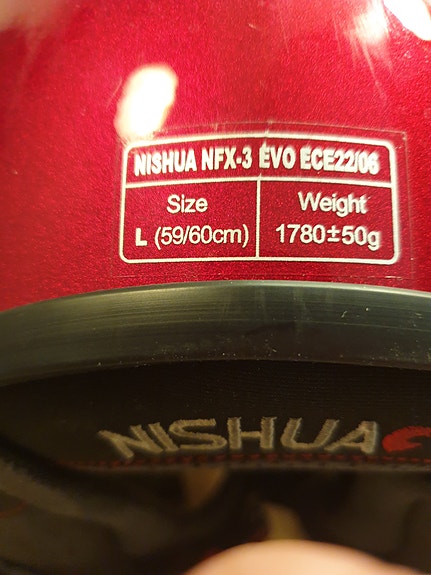 NISHUA NFX-3 EVO ECE22/06
Size Weight
L (59/60cm) 1780±50g
NISHUA